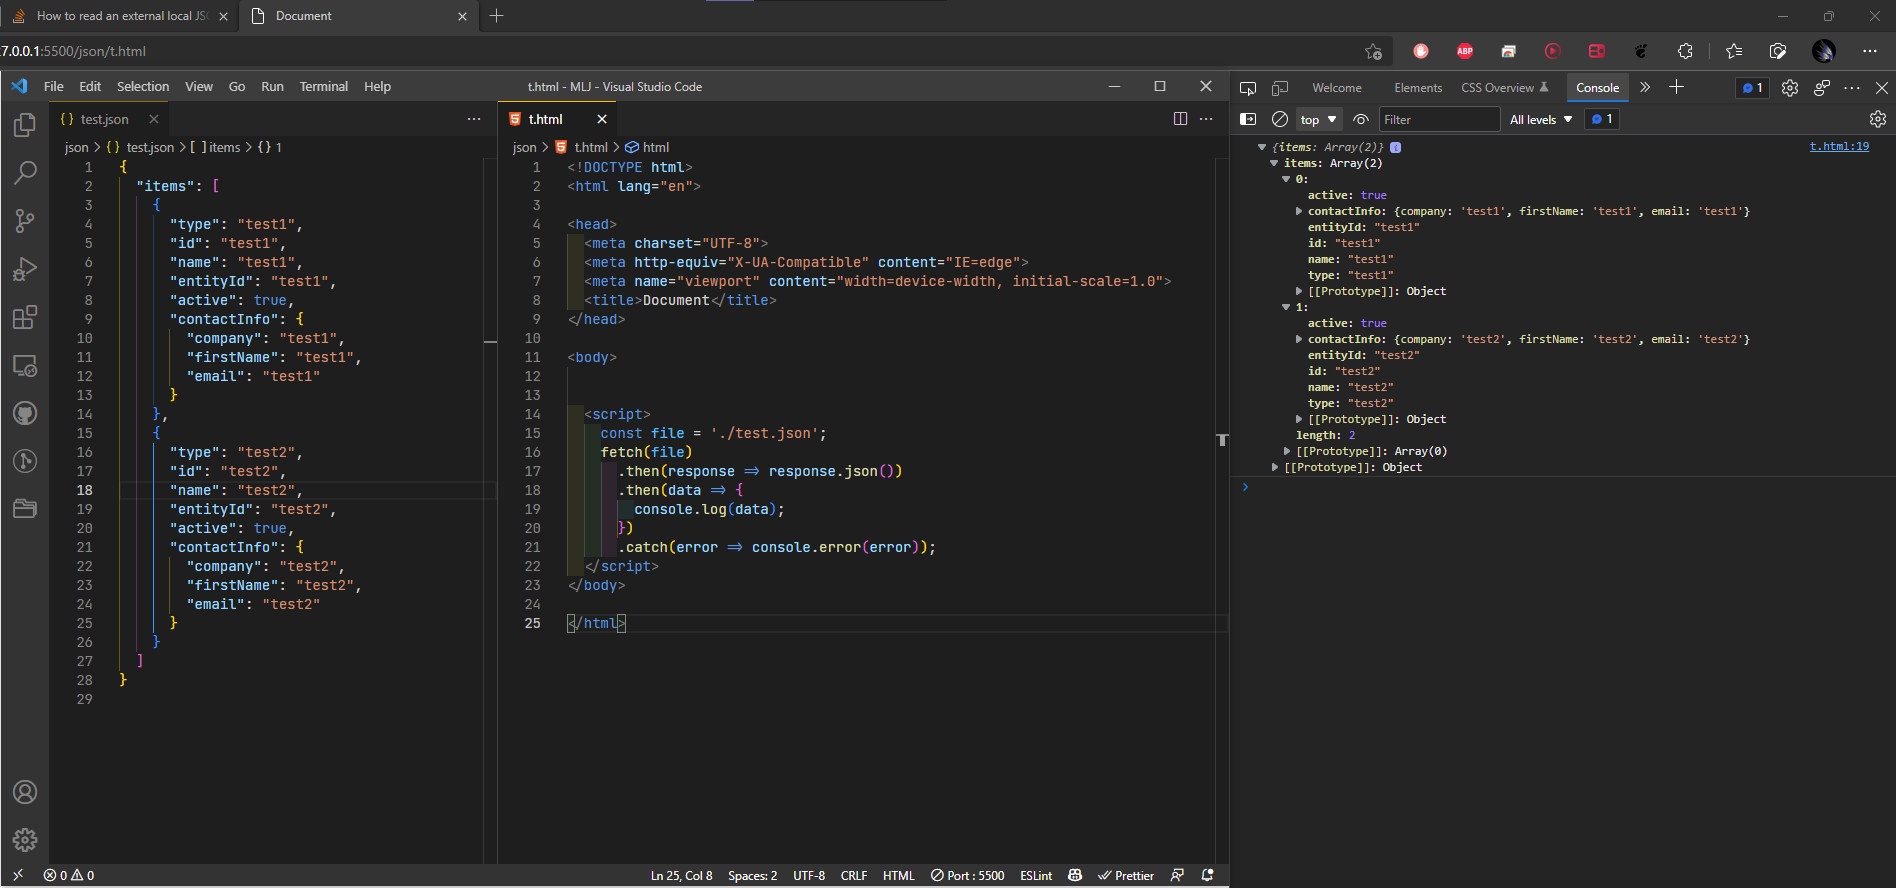 How to read an external local JS
Document
7.0.0.1:5500/json/t.html
ABP
File Edit Selection View Go Run Terminal Help
t.html - MLJ - Visual Studio Code
test.json
json > {} test.json > [ ] items > {} 1
1 {
2 "items": [
3 {
4 "type": "test1",
5 "id": "test1",
6 "name": "test1",
7 "entityId": "test1",
8 "active": true,
9 "contactInfo": {
10 "company": "test1",
11 "firstName": "test1",
12 "email": "test1"
13 }
14 },
15 {
16 "type": "test2",
17 "id": "test2",
18 "name": "test2",
19 "entityId": "test2",
20 "active": true,
21 "contactInfo": {
22 "company": "test2",
23 "firstName": "test2",
24 "email": "test2"
25 }
26 }
27 ]
28 }
29
t.html
json > t.html > html
1 <!DOCTYPE html>
2 <html lang="en">
3
4 <head>
5 <meta charset="UTF-8">
6 <meta http-equiv="X-UA-Compatible" content="IE=edge">
7 <meta name="viewport" content="width=device-width, initial-scale=1.0">
8 <title>Document</title>
9 </head>
10
11 <body>
12
13
14 <script>
15 const file = './test.json';
16 fetch(file)
17 .then(response => response.json())
18 .then(data => {
19 console.log(data);
20 })
21 .catch(error => console.error(error));
22 </script>
23 </body>
24
25 </html>
Welcome Elements CSS Overview Console 1
top Filter All levels 1
{items: Array(2)} i t.html:19
items: Array(2)
0:
active: true
contactInfo: {company: 'test1', firstName: 'test1', email: 'test1'}
entityId: "test1"
id: "test1"
name: "test1"
type: "test1"
[[Prototype]]: Object
1:
active: true
contactInfo: {company: 'test2', firstName: 'test2', email: 'test2'}
entityId: "test2"
id: "test2"
name: "test2"
type: "test2"
[[Prototype]]: Object
length: 2
[[Prototype]]: Array(0)
[[Prototype]]: Object
0 0
Ln 25, Col 8 Spaces: 2 UTF-8 CRLF HTML Port : 5500 ESLint Prettier